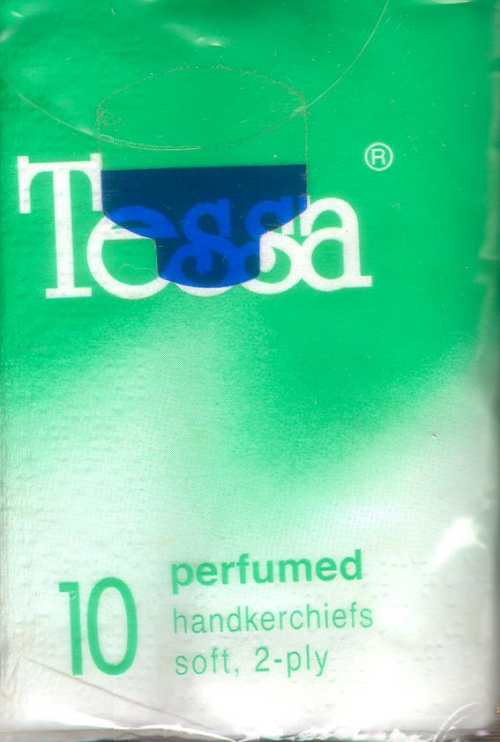 Tessa ®
10 perfumed
handkerchiefs
soft, 2-ply